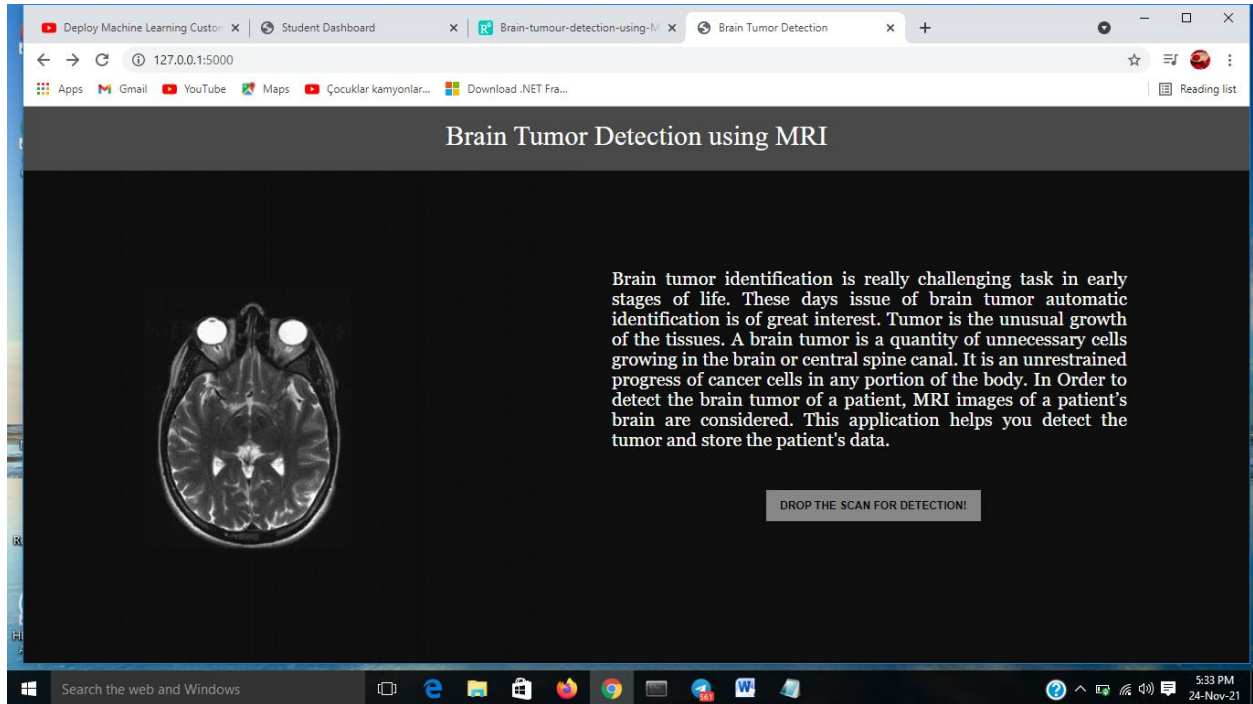 Deploy Machine Learning Custor
Student Dashboard
Brain-tumour-detection-using-M
Brain Tumor Detection
127.0.0.1:5000
Apps
Gmail
YouTube
Maps
Çocuklar kamyonlar...
Download .NET Fra...
Reading list
Brain Tumor Detection using MRI
Brain tumor identification is really challenging task in early
stages of life. These days issue of brain tumor automatic
identification is of great interest. Tumor is the unusual growth
of the tissues. A brain tumor is a quantity of unnecessary cells
growing in the brain or central spine canal. It is an unrestrained
progress of cancer cells in any portion of the body. In Order to
detect the brain tumor of a patient, MRI images of a patient’s
brain are considered. This application helps you detect the
tumor and store the patient's data.
DROP THE SCAN FOR DETECTION!
Search the web and Windows
561
5:33 PM
24-Nov-21